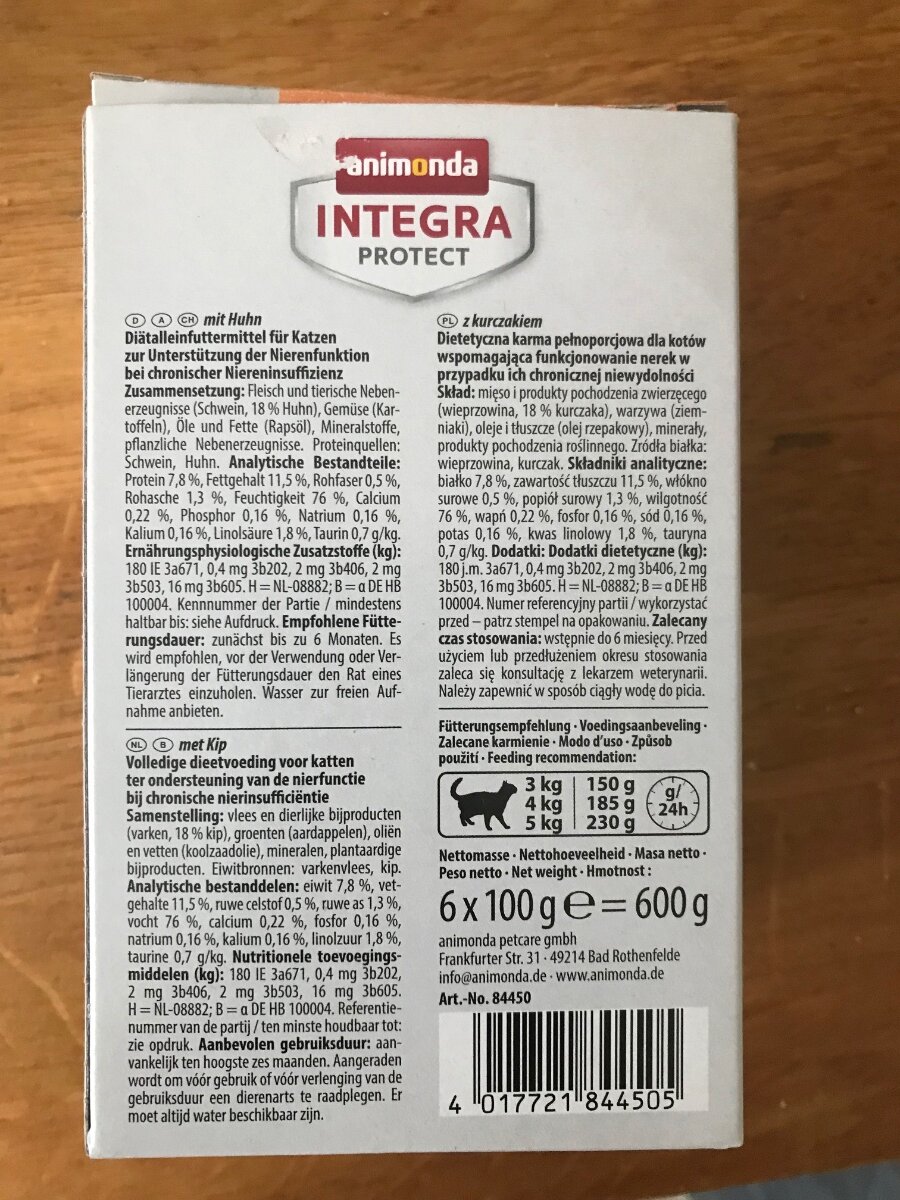 animonda
INTEGRA
PROTECT
D A CH mit Huhn
Diätalleinfuttermittel für Katzen
zur Unterstützung der Nierenfunktion
bei chronischer Niereninsuffizienz
Zusammensetzung: Fleisch und tierische Neben-
erzeugnisse (Schwein, 18 % Huhn), Gemüse (Kar-
toffeln), Öle und Fette (Rapsöl), Mineralstoffe,
pflanzliche Nebenerzeugnisse. Proteinquellen:
Schwein, Huhn. Analytische Bestandteile:
Protein 7,8 %, Fettgehalt 11,5 %, Rohfaser 0,5 %,
Rohasche 1,3 %, Feuchtigkeit 76 %, Calcium
0,22 %, Phosphor 0,16 %, Natrium 0,16 %,
Kalium 0,16 %, Linolsäure 1,8 %, Taurin 0,7 g/kg.
Ernährungsphysiologische Zusatzstoffe (kg):
180 IE 3a671, 0,4 mg 3b202, 2 mg 3b406, 2 mg
3b503, 16 mg 3b605. H = NL-08882; B = α DE HB
100004. Kennnummer der Partie / mindestens
haltbar bis: siehe Aufdruck. Empfohlene Fütte-
rungsdauer: zunächst bis zu 6 Monaten. Es
wird empfohlen, vor der Verwendung oder Ver-
längerung der Fütterungsdauer den Rat eines
Tierarztes einzuholen. Wasser zur freien Auf-
nahme anbieten.
NL B met Kip
Volledige dieetvoeding voor katten
ter ondersteuning van de nierfunctie
bij chronische nierinsufficiëntie
Samenstelling: vlees en dierlijke bijproducten
(varken, 18 % kip), groenten (aardappelen), oliën
en vetten (koolzaadolie), mineralen, plantaardige
bijproducten. Eiwitbronnen: varkenvlees, kip.
Analytische bestanddelen: eiwit 7,8 %, vet-
gehalte 11,5 %, ruwe celstof 0,5 %, ruwe as 1,3 %,
vocht 76 %, calcium 0,22 %, fosfor 0,16 %,
natrium 0,16 %, kalium 0,16 %, linolzuur 1,8 %,
taurine 0,7 g/kg. Nutritionele toevoegings-
middelen (kg): 180 IE 3a671, 0,4 mg 3b202,
2 mg 3b406, 2 mg 3b503, 16 mg 3b605.
H = NL-08882; B = α DE HB 100004. Referentie-
nummer van de partij / ten minste houdbaar tot:
zie opdruk. Aanbevolen gebruiksduur: aan-
vankelijk ten hoogste zes maanden. Aangeraden
wordt om vóór gebruik of vóór verlenging van de
gebruiksduur een dierenarts te raadplegen. Er
moet altijd water beschikbaar zijn.
PL z kurczakiem
Dietetyczna karma pełnoporcjowa dla kotów
wspomagająca funkcjonowanie nerek w
przypadku ich chronicznej niewydolności
Skład: mięso i produkty pochodzenia zwierzęcego
(wieprzowina, 18 % kurczaka), warzywa (ziem-
niaki), oleje i tłuszcze (olej rzepakowy), minerały,
produkty pochodzenia roślinnego. Źródła białka:
wieprzowina, kurczak. Składniki analityczne:
białko 7,8 %, zawartość tłuszczu 11,5 %, włókno
surowe 0,5 %, popiół surowy 1,3 %, wilgotność
76 %, wapń 0,22 %, fosfor 0,16 %, sód 0,16 %,
potas 0,16 %, kwas linolowy 1,8 %, tauryna
0,7 g/kg. Dodatki: Dodatki dietetyczne (kg):
180 j.m. 3a671, 0,4 mg 3b202, 2 mg 3b406, 2 mg
3b503, 16 mg 3b605. H = NL-08882; B = α DE HB
100004. Numer referencyjny partii / wykorzystać
przed – patrz stempel na opakowaniu. Zalecany
czas stosowania: wstępnie do 6 miesięcy. Przed
użyciem lub przedłużeniem okresu stosowania
zaleca się konsultację z lekarzem weterynarii.
Należy zapewnić w sposób ciągły wodę do picia.
Fütterungsempfehlung · Voedingsaanbeveling ·
Zalecane karmienie · Modo d'uso · Způsob
použití · Feeding recommendation:
3 kg 150 g
4 kg 185 g
5 kg 230 g
g/
24h
Nettomasse · Nettohoeveelheid · Masa netto ·
Peso netto · Net weight · Hmotnost :
6 x 100 g ℮ = 600 g
animonda petcare gmbh
Frankfurter Str. 31 · 49214 Bad Rothenfelde
info@animonda.de · www.animonda.de
Art.-No. 84450
4 017721 844505